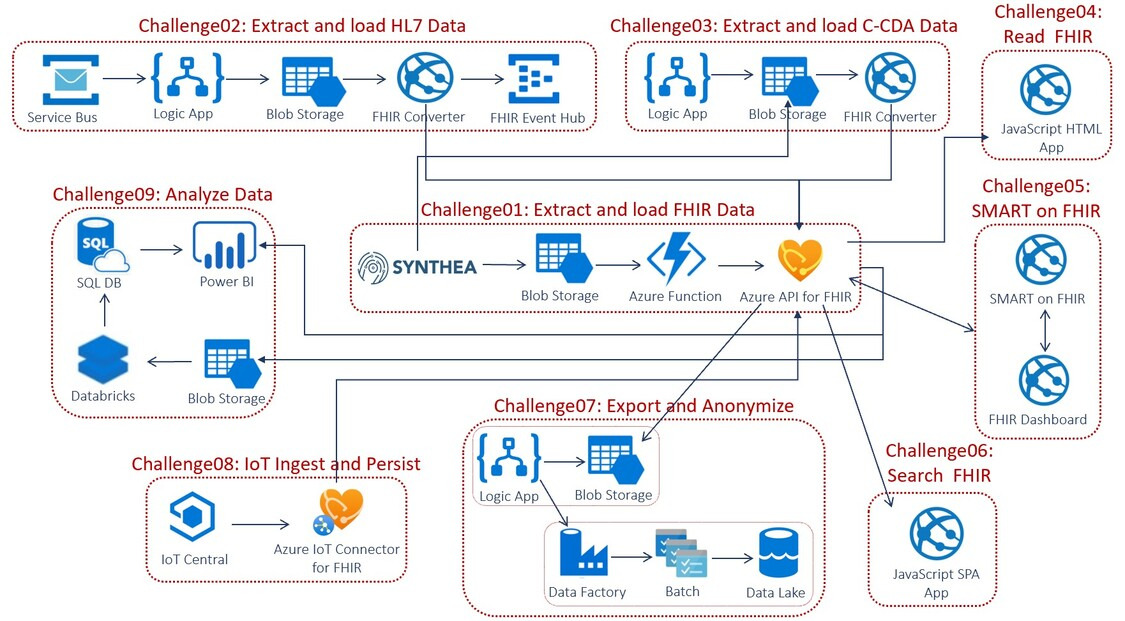 Challenge02: Extract and load HL7 Data
Service Bus
Logic App
Blob Storage
FHIR Converter
FHIR Event Hub
Challenge03: Extract and load C-CDA Data
Logic App
Blob Storage
FHIR Converter
Challenge04:
Read FHIR
JavaScript HTML
App
Challenge09: Analyze Data
SQL
SQL DB
Power BI
Databricks
Blob Storage
Challenge01: Extract and load FHIR Data
SYNTHEA
Blob Storage
Azure Function
Azure API for FHIR
Challenge05:
SMART on FHIR
SMART on FHIR
FHIR Dashboard
Challenge08: IoT Ingest and Persist
IoT Central
Azure IoT Connector
for FHIR
Challenge07: Export and Anonymize
Logic App
Blob Storage
Data Factory
Batch
Data Lake
Challenge06:
Search FHIR
JavaScript SPA
App